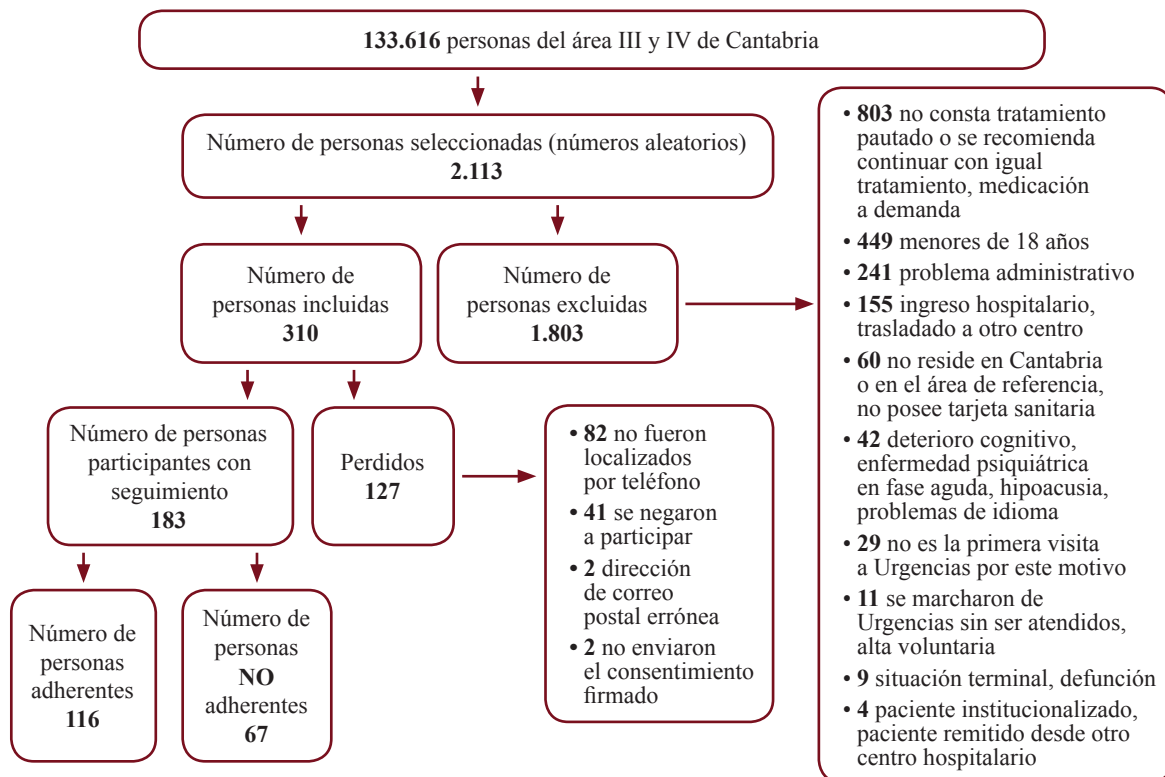 133.616 personas del área III y IV de Cantabria
Número de personas seleccionadas (números aleatorios)
2.113
Número de
personas incluidas
310
Número de
personas excluidas
1.803
• 803 no consta tratamiento
pautado o se recomienda
continuar con igual
tratamiento, medicación
a demanda
• 449 menores de 18 años
• 241 problema administrativo
• 155 ingreso hospitalario,
trasladado a otro centro
• 60 no reside en Cantabria
o en el área de referencia,
no posee tarjeta sanitaria
• 42 deterioro cognitivo,
enfermedad psiquiátrica
en fase aguda, hipoacusia,
problemas de idioma
• 29 no es la primera visita
a Urgencias por este motivo
• 11 se marcharon de
Urgencias sin ser atendidos,
alta voluntaria
• 9 situación terminal, defunción
• 4 paciente institucionalizado,
paciente remitido desde otro
centro hospitalario
Número de personas
participantes con
seguimiento
183
Perdidos
127
• 82 no fueron
localizados
por teléfono
• 41 se negaron
a participar
• 2 dirección
de correo
postal errónea
• 2 no enviaron
el consentimiento
firmado
Número de
personas
adherentes
116
Número de
personas
NO
adherentes
67